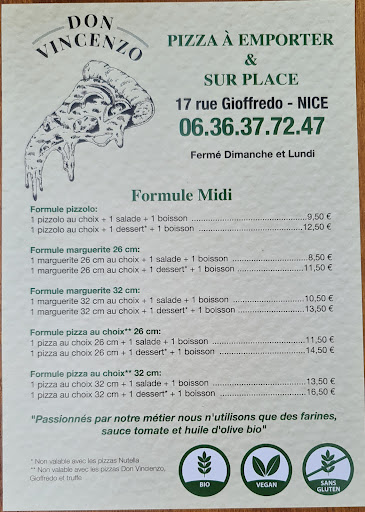 DON
VINCENZO
PIZZA À EMPORTER
&
SUR PLACE
17 rue Gioffredo - NICE
06.36.37.72.47
Fermé Dimanche et Lundi
Formule Midi
Formule pizzolo:
1 pizzolo au choix + 1 salade + 1 boisson ........................................9,50 €
1 pizzolo au choix + 1 dessert* + 1 boisson ....................................12,50 €
Formule marguerite 26 cm:
1 marguerite 26 cm au choix + 1 salade + 1 boisson ........................8,50 €
1 marguerite 26 cm au choix + 1 dessert* + 1 boisson ....................11,50 €
Formule marguerite 32 cm:
1 marguerite 32 cm au choix + 1 salade + 1 boisson ......................10,50 €
1 marguerite 32 cm au choix + 1 dessert* + 1 boisson ....................13,50 €
Formule pizza au choix** 26 cm:
1 pizza au choix 26 cm + 1 salade + 1 boisson ..............................11,50 €
1 pizza au choix 26 cm + 1 dessert* + 1 boisson ............................14,50 €
Formule pizza au choix** 32 cm:
1 pizza au choix 32 cm + 1 salade + 1 boisson ..............................13,50 €
1 pizza au choix 32 cm + 1 dessert* + 1 boisson ............................16,50 €
"Passionnés par notre métier nous n'utilisons que des farines,
sauce tomate et huile d'olive bio"
* Non valable avec les pizzas Nutella
** Non valable avec les pizzas Don Vincenzo,
Gioffredo et truffe
BIO
VEGAN
SANS
GLUTEN